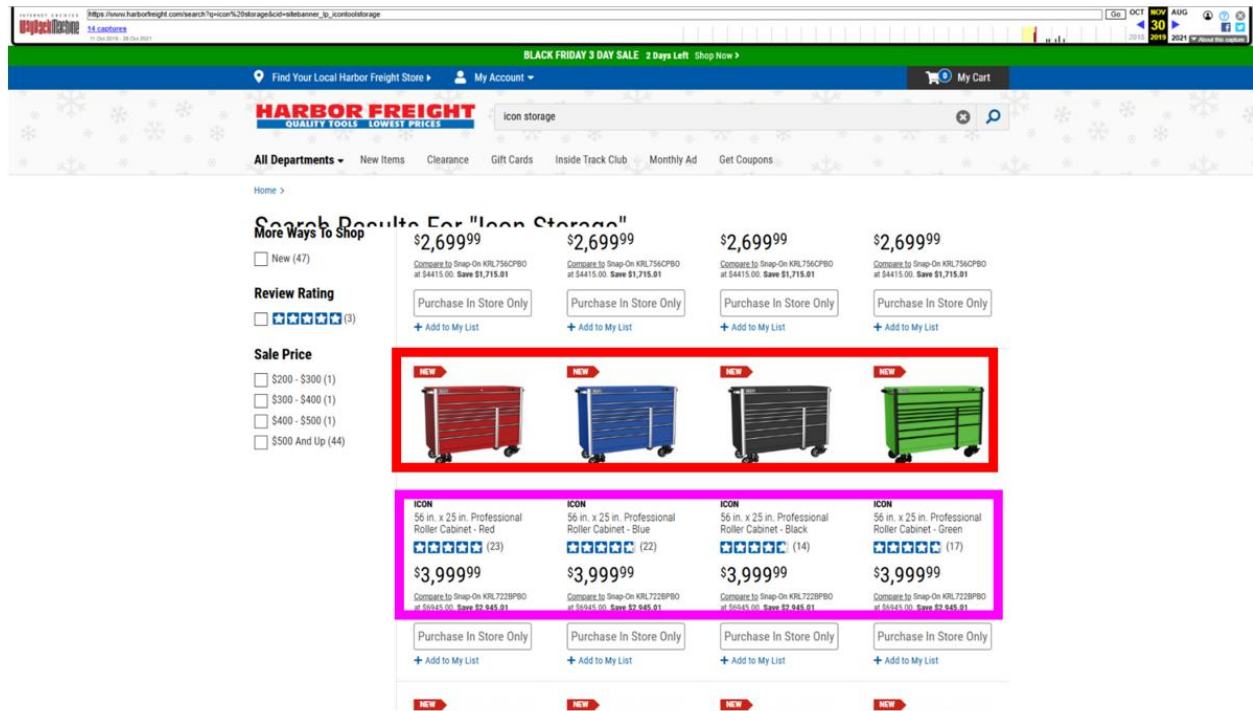 INTERNET ARCHIVE
WayBack Machine
https://www.harborfreight.com/search?q=icon%20storage&cid=sitebanner_lp_icontoolstorage
Go
OCT NOV AUG
14 captures
30
11 Oct 2019 - 28 Oct 2021
2018 2019 2021 About this capture
BLACK FRIDAY 3 DAY SALE 2 Days Left Shop Now >
Find Your Local Harbor Freight Store
My Account
0 My Cart
HARBOR FREIGHT
QUALITY TOOLS LOWEST PRICES
icon storage
All Departments New Items Clearance Gift Cards Inside Track Club Monthly Ad Get Coupons
Home >
Search Results For "Icon Storage"
More Ways To Shop
New (47)
Review Rating
(3)
Sale Price
$200 - $300 (1)
$300 - $400 (1)
$400 - $500 (1)
$500 And Up (44)
$2,69999 $2,69999 $2,69999 $2,69999
Compare to Snap-On KRL756CPBO Compare to Snap-On KRL756CPBO Compare to Snap-On KRL756CPBO Compare to Snap-On KRL756CPBO
at $4415.00. Save $1,715.01 at $4415.00. Save $1,715.01 at $4415.00. Save $1,715.01 at $4415.00. Save $1,715.01
Purchase In Store Only Purchase In Store Only Purchase In Store Only Purchase In Store Only
+ Add to My List + Add to My List + Add to My List + Add to My List
NEW NEW NEW NEW
ICON ICON ICON ICON
56 in. x 25 in. Professional 56 in. x 25 in. Professional 56 in. x 25 in. Professional 56 in. x 25 in. Professional
Roller Cabinet - Red Roller Cabinet - Blue Roller Cabinet - Black Roller Cabinet - Green
(23) (22) (14) (17)
$3,99999 $3,99999 $3,99999 $3,99999
Compare to Snap-On KRL722BPBO Compare to Snap-On KRL722BPBO Compare to Snap-On KRL722BPBO Compare to Snap-On KRL722BPBO
at $6945.00. Save $2,945.01 at $6945.00. Save $2,945.01 at $6945.00. Save $2,945.01 at $6945.00. Save $2,945.01
Purchase In Store Only Purchase In Store Only Purchase In Store Only Purchase In Store Only
+ Add to My List + Add to My List + Add to My List + Add to My List
NEW NEW NEW NEW